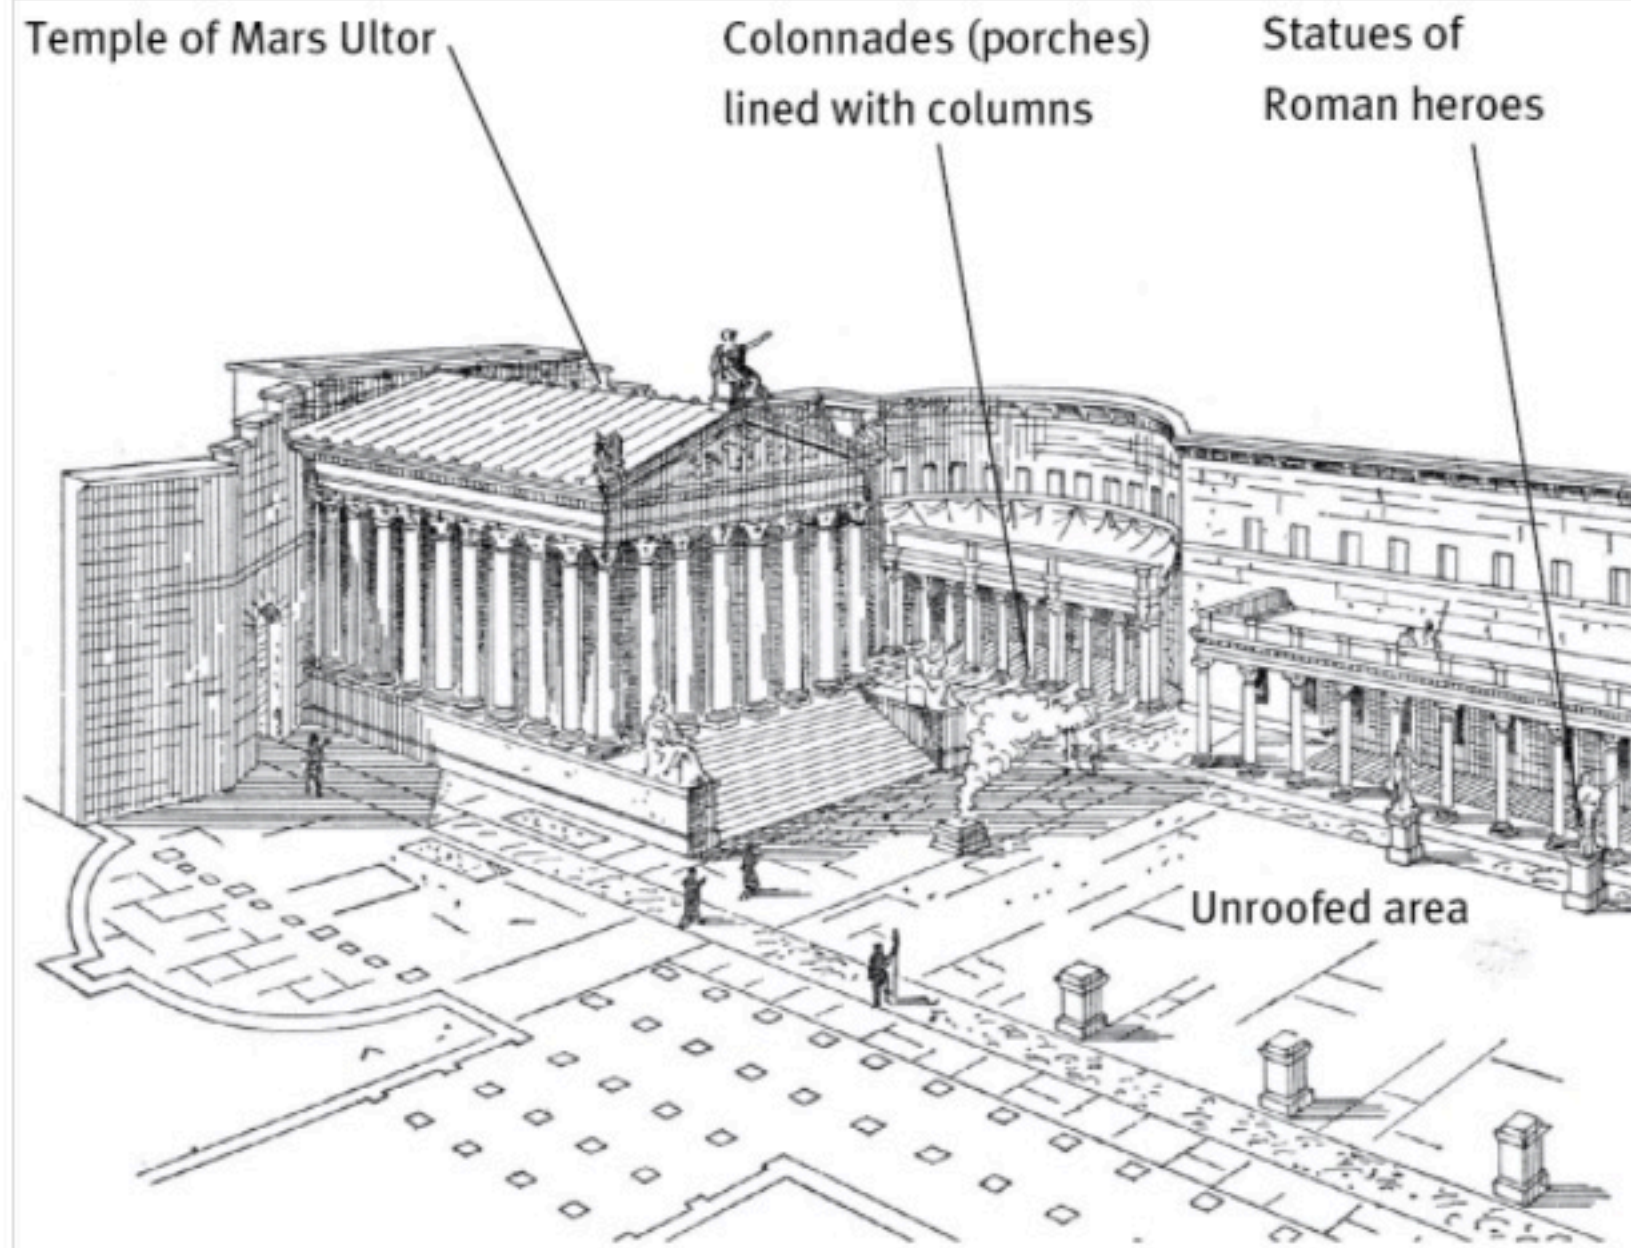 Temple of Mars Ultor
Colonnades (porches)
lined with columns
Statues of
Roman heroes
Unroofed area